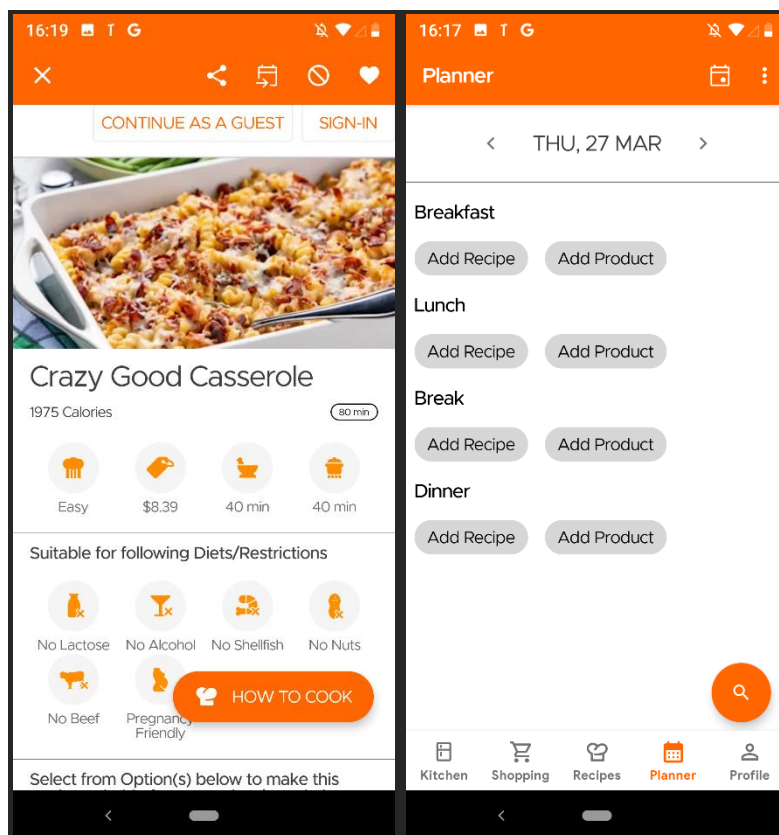 16:19 T G
CONTINUE AS A GUEST SIGN-IN
Crazy Good Casserole
1975 Calories 80 min
Easy $8.39 40 min 40 min
Suitable for following Diets/Restrictions
No Lactose No Alcohol No Shellfish No Nuts
No Beef Pregnancy
Friendly
HOW TO COOK
Select from Option(s) below to make this
16:17 T G
Planner
THU, 27 MAR
Breakfast
Add Recipe Add Product
Lunch
Add Recipe Add Product
Break
Add Recipe Add Product
Dinner
Add Recipe Add Product
Kitchen Shopping Recipes Planner Profile